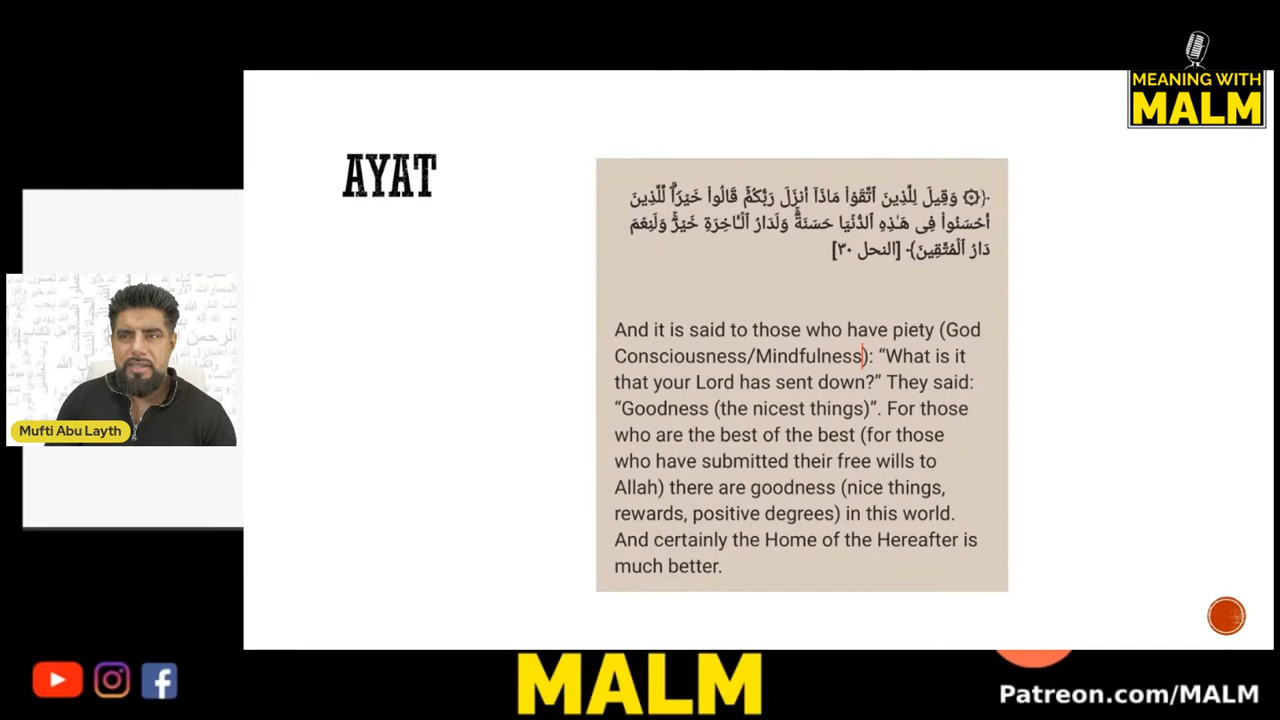 MEANING WITH
MALM
AYAT
﴿۞ وَقِيلَ لِلَّذِينَ ٱتَّقَوۡا۟ مَاذَاۤ أَنزَلَ رَبُّكُمۡۚ قَالُوا۟ خَیۡرࣰاۗ لِّلَّذِینَ
أَحۡسَنُوا۟ فِی هَـٰذِهِ ٱلدُّنۡیَا حَسَنَةࣱۚ وَلَدَارُ ٱلۡـَٔاخِرَةِ خَیۡرࣱۚ وَلَنِعۡمَ
دَارُ ٱلۡمُتَّقِینَ﴾ [النحل ٣٠]
And it is said to those who have piety (God
Consciousness/Mindfulness): “What is it
that your Lord has sent down?” They said:
“Goodness (the nicest things)”. For those
who are the best of the best (for those
who have submitted their free wills to
Allah) there are goodness (nice things,
rewards, positive degrees) in this world.
And certainly the Home of the Hereafter is
much better.
Mufti Abu Layth
MALM
Patreon.com/MALM